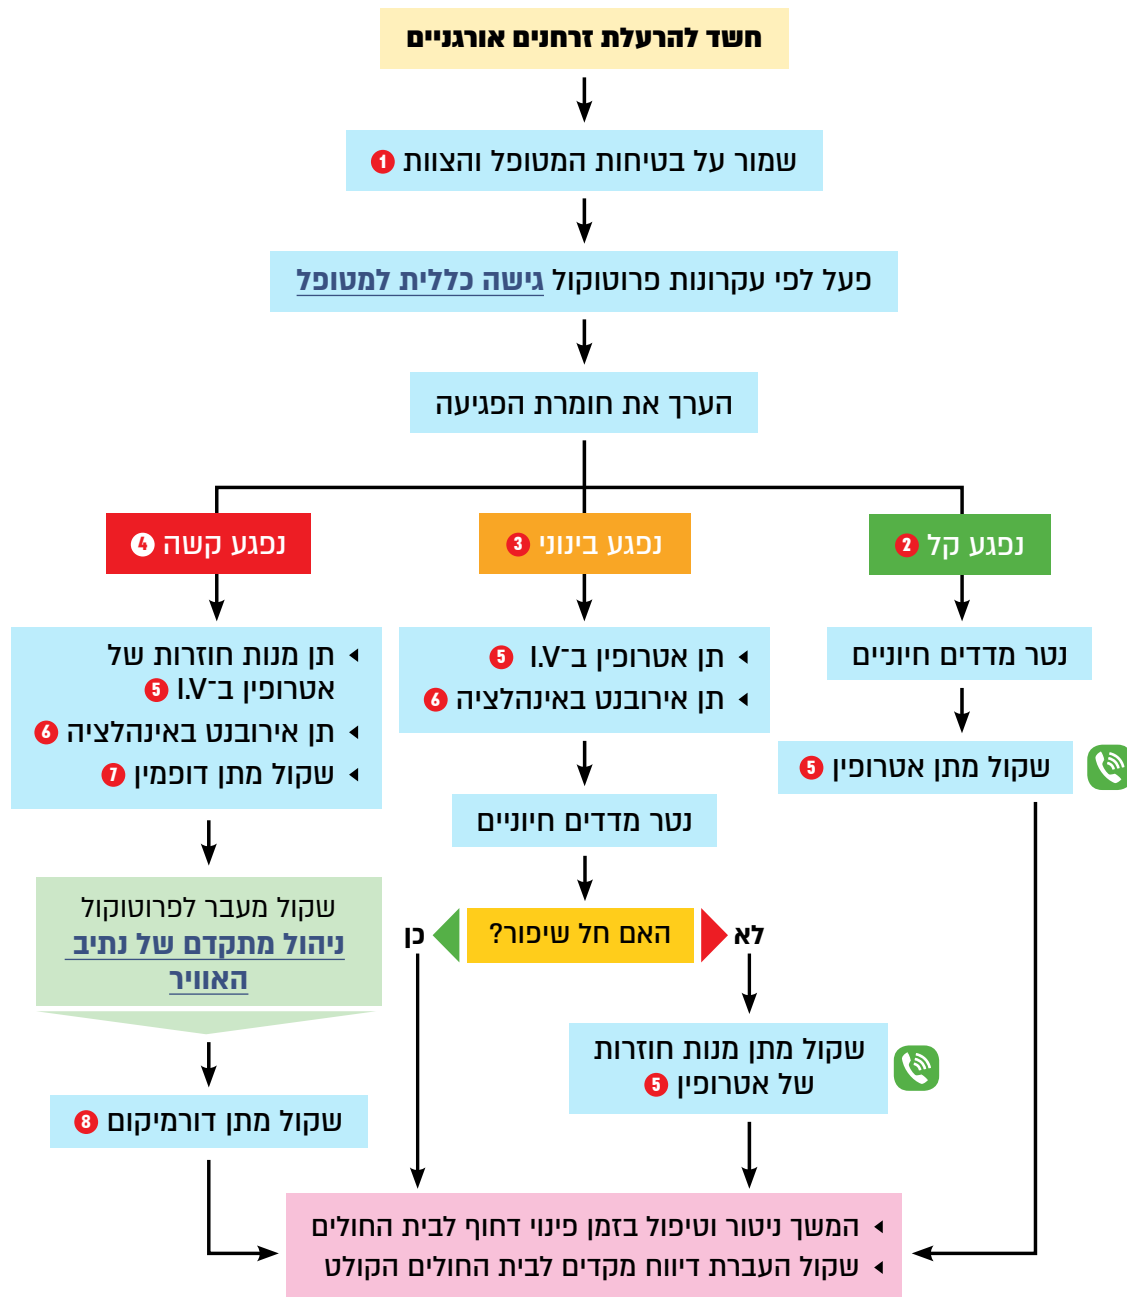 חשד להרעלת זרחנים אורגניים
שמור על בטיחות המטופל והצוות 1
פעל לפי עקרונות פרוטוקול גישה כללית למטופל
הערך את חומרת הפגיעה
נפגע קל 2
נטר מדדים חיוניים
שקול מתן אטרופין 5
נפגע בינוני 3
תן אטרופין ב־I.V 5
תן אירובנט באינהלציה 6
נטר מדדים חיוניים
האם חל שיפור?
לא
כן
שקול מתן מנות חוזרות
של אטרופין 5
נפגע קשה 4
תן מנות חוזרות של
אטרופין ב־I.V 5
תן אירובנט באינהלציה 6
שקול מתן דופמין 7
שקול מעבר לפרוטוקול
ניהול מתקדם של נתיב
האוויר
שקול מתן דורמיקום 8
המשך ניטור וטיפול בזמן פינוי דחוף לבית החולים
שקול העברת דיווח מקדים לבית החולים הקולט